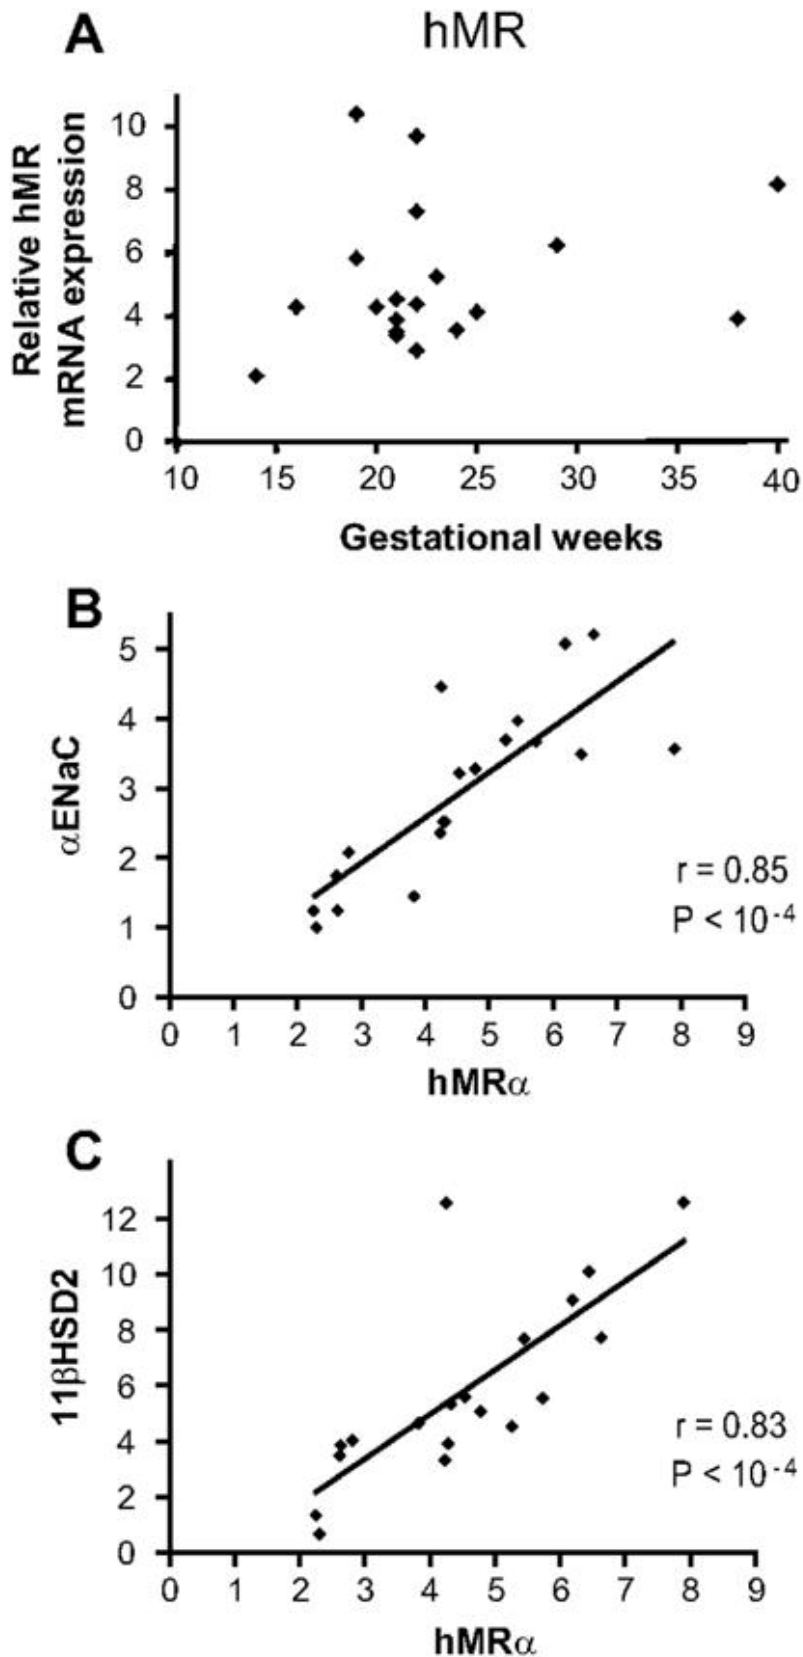 A
hMR
Relative hMR
mRNA expression
10
8
6
4
2
0
10 15 20 25 30 35 40
Gestational weeks
B
αENaC
5
4
3
2
1
0
r = 0.85
P < 10⁻⁴
0 1 2 3 4 5 6 7 8 9
hMRα
C
11βHSD2
12
10
8
6
4
2
0
r = 0.83
P < 10⁻⁴
0 1 2 3 4 5 6 7 8 9
hMRα